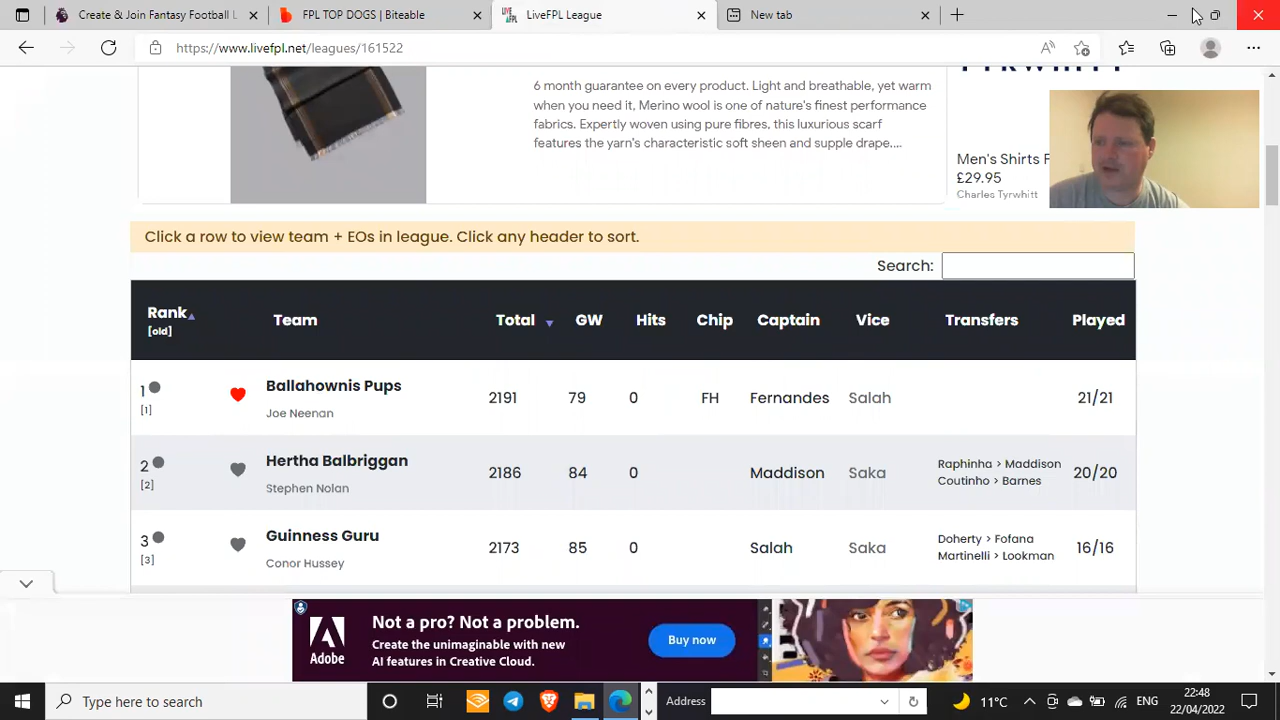 Create & Join Fantasy Football L
FPL TOP DOGS | Biteable
LiveFPL League
New tab
https://www.livefpl.net/leagues/161522
6 month guarantee on every product. Light and breathable, yet warm
when you need it, Merino wool is one of nature's finest performance
fabrics. Expertly woven using pure fibres, this luxurious scarf
features the yarn's characteristic soft sheen and supple drape,...
Men's Shirts F
£29.95
Charles Tyrwhitt
Click a row to view team + EOs in league. Click any header to sort.
Search:
Rank Team Total GW Hits Chip Captain Vice Transfers Played
[old]
1 Ballahownis Pups 2191 79 0 FH Fernandes Salah 21/21
[1] Joe Neenan
2 Hertha Balbriggan 2186 84 0 Maddison Saka Raphinha > Maddison 20/20
[2] Stephen Nolan Coutinho > Barnes
3 Guinness Guru 2173 85 0 Salah Saka Doherty > Fofana 16/16
[3] Conor Hussey Martinelli > Lookman
Adobe
Not a pro? Not a problem.
Create the unimaginable with new
AI features in Creative Cloud.
Buy now
Type here to search
Address
11°C
ENG
22:48
22/04/2022